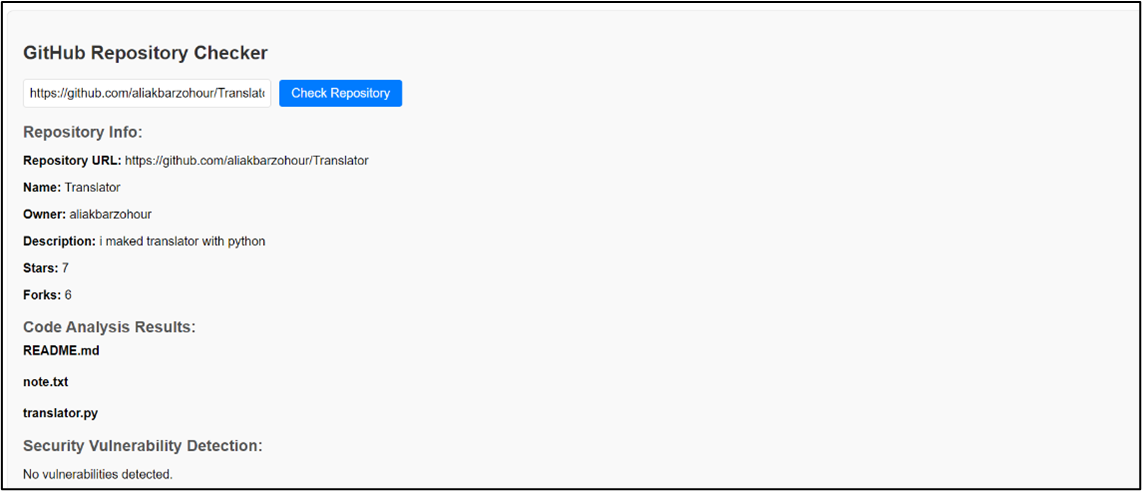 GitHub Repository Checker
https://github.com/aliakbarzohour/Translat
Check Repository
Repository Info:
Repository URL: https://github.com/aliakbarzohour/Translator
Name: Translator
Owner: aliakbarzohour
Description: i maked translator with python
Stars: 7
Forks: 6
Code Analysis Results:
README.md
note.txt
translator.py
Security Vulnerability Detection:
No vulnerabilities detected.